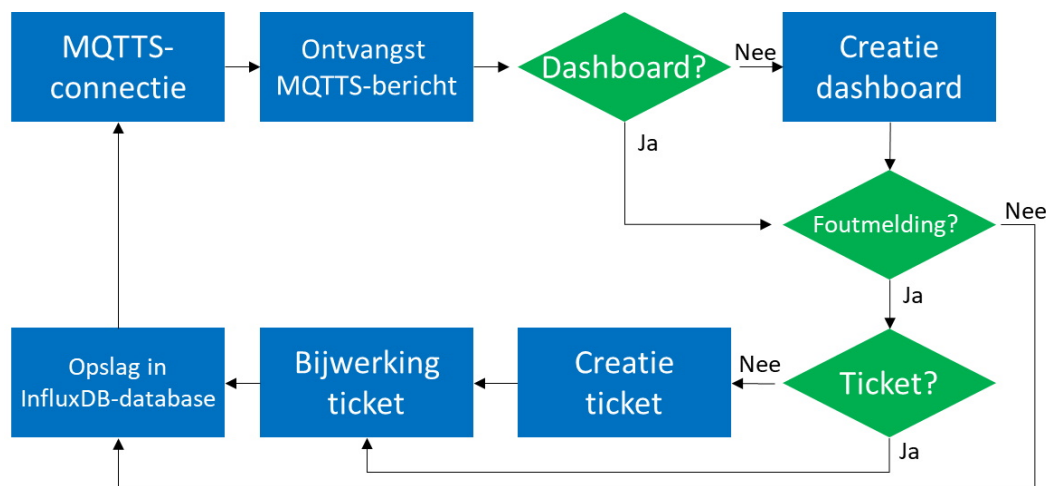 MQTTS-
connectie
Ontvangst
MQTTS-bericht
Dashboard?
Nee
Creatie
dashboard
Ja
Foutmelding?
Nee
Ja
Opslag in
InfluxDB-database
Bijwerking
ticket
Creatie
ticket
Nee
Ticket?
Ja